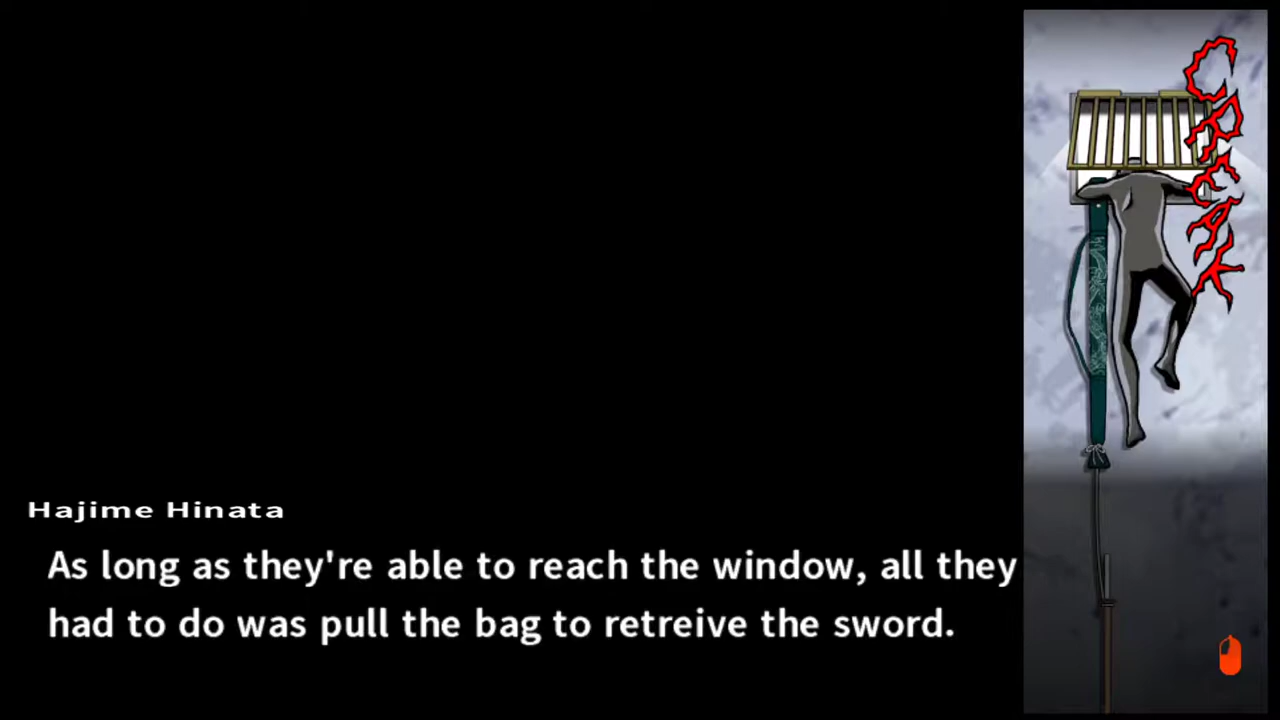 CREAK
Hajime Hinata
As long as they're able to reach the window, all they
had to do was pull the bag to retreive the sword.